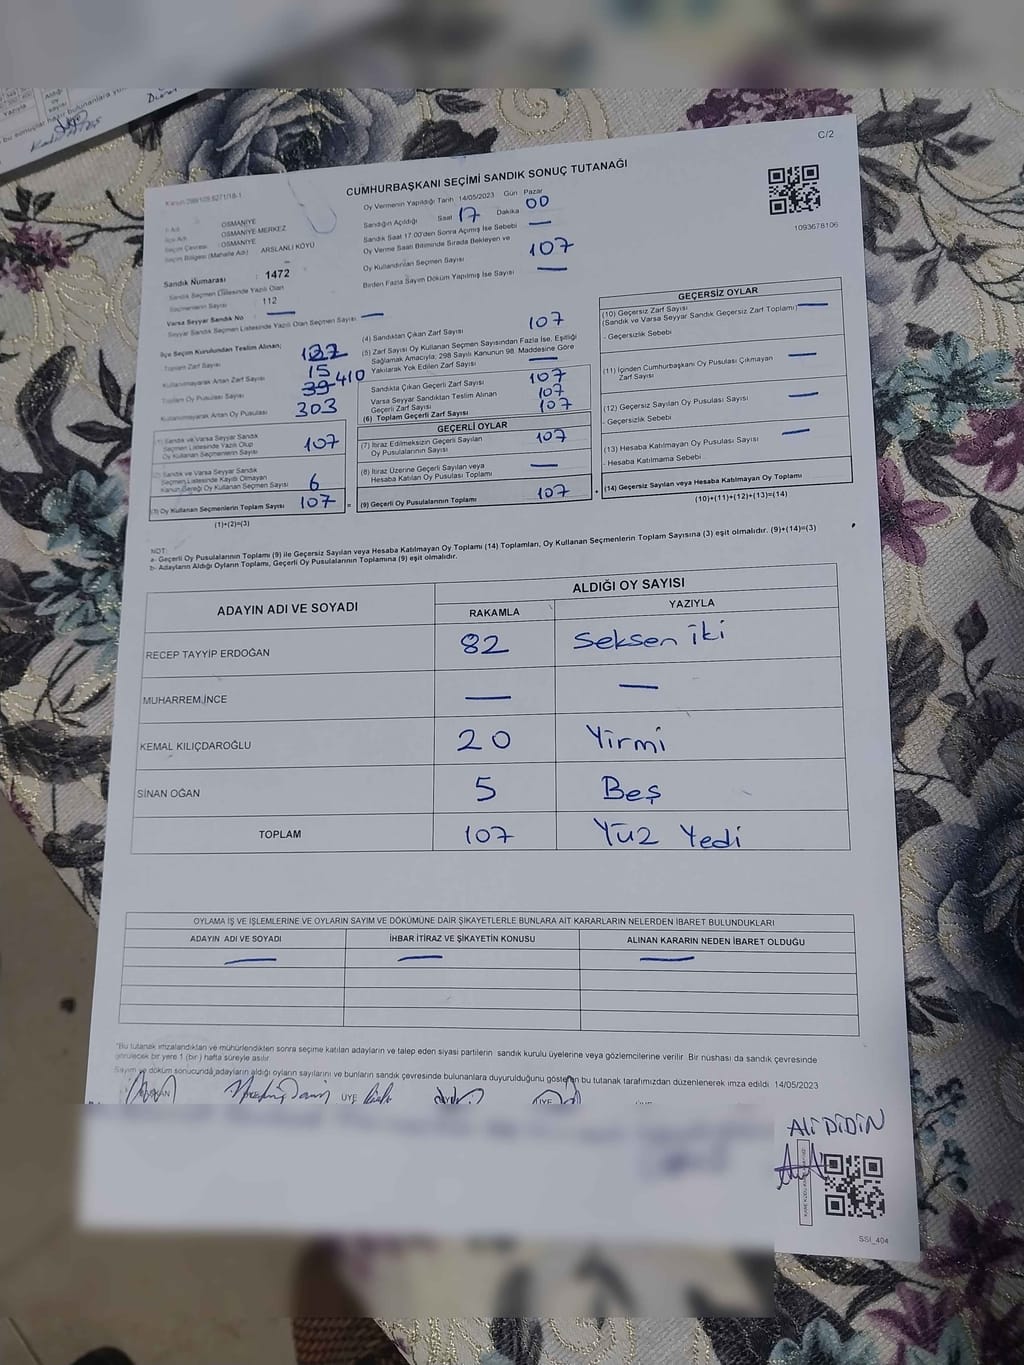 C/2
CUMHURBAŞKANI SEÇİMİ SANDIK SONUÇ TUTANAĞI
1093678106
İl Adı : OSMANİYE
İlçe Adı : OSMANİYE MERKEZ
Seçim Çevresi : OSMANİYE
Seçim Bölgesi (Mahalle Adı) : ARSLANLI KÖYÜ
Sandık Numarası : 1472
Sandık Seçmen Listesinde Yazılı Olan
Seçmenlerin Sayısı : 112
Varsa Seyyar Sandık No —
Seyyar Sandık Seçmen Listesinde Yazılı Olan Seçmen Sayısı —
Oy Vermenin Yapıldığı Tarih 14/05/2023 Gün Pazar
Sandığın Açıldığı Saat 17 Dakika 00
Sandık Saat 17:00'den Sonra Açılmış İse Sebebi —
Oy Verme Saati Bitiminde Sırada Bekleyen ve
Oy Kullandırılan Seçmen Sayısı 107
Birden Fazla Sayım Döküm Yapılmış İse Sayısı —
İlçe Seçim Kurulundan Teslim Alınan;
Toplam Zarf Sayısı
Kullanılmayarak Artan Zarf Sayısı 15
Toplam Oy Pusulası Sayısı 39 410
Kullanılmayarak Artan Oy Pusulası 303
(1) Sandık ve Varsa Seyyar Sandık
Seçmen Listesinde Yazılı Olup
Oy Kullanan Seçmenlerin Sayısı 107
(2) Sandık ve Varsa Seyyar Sandık
Seçmen Listesinde Kayıtlı Olmayan
Kanun Gereği Oy Kullanan Seçmen Sayısı 6
(3) Oy Kullanan Seçmenlerin Toplam Sayısı 107
(1)+(2)=(3)
(4) Sandıktan Çıkan Zarf Sayısı 107
(5) Zarf Sayısı Oy Kullanan Seçmen Sayısından Fazla İse, Eşitliği
Sağlamak Amacıyla; 298 Sayılı Kanunun 98. Maddesine Göre
Yakılarak Yok Edilen Zarf Sayısı —
Sandıkta Çıkan Geçerli Zarf Sayısı 107
Varsa Seyyar Sandıktan Teslim Alınan
Geçerli Zarf Sayısı 107
(6) Toplam Geçerli Zarf Sayısı 107
GEÇERLİ OYLAR
(7) İtiraz Edilmeksizin Geçerli Sayılan
Oy Pusulalarının Sayısı 107
(8) İtiraz Üzerine Geçerli Sayılan veya
Hesaba Katılan Oy Pusulası Toplamı —
(9) Geçerli Oy Pusulalarının Toplamı 107
GEÇERSİZ OYLAR
(10) Geçersiz Zarf Sayısı
(Sandık ve Varsa Seyyar Sandık Geçersiz Zarf Toplamı) —
- Geçersizlik Sebebi
(11) İçinden Cumhurbaşkanı Oy Pusulası Çıkmayan
Zarf Sayısı —
(12) Geçersiz Sayılan Oy Pusulası Sayısı —
- Geçersizlik Sebebi
(13) Hesaba Katılmayan Oy Pusulası Sayısı —
- Hesaba Katılmama Sebebi
(14) Geçersiz Sayılan veya Hesaba Katılmayan Oy Toplamı
(10)+(11)+(12)+(13)=(14)
NOT:
a- Geçerli Oy Pusulalarının Toplamı (9) ile Geçersiz Sayılan veya Hesaba Katılmayan Oy Toplamı (14) Toplamları, Oy Kullanan Seçmenlerin Toplam Sayısına (3) eşit olmalıdır. (9)+(14)=(3)
b- Adayların Aldığı Oyların Toplamı, Geçerli Oy Pusulalarının Toplamına (9) eşit olmalıdır.
ADAYIN ADI VE SOYADI ALDIĞI OY SAYISI
RAKAMLA YAZIYLA
RECEP TAYYİP ERDOĞAN 82 Seksen iki
MUHARREM İNCE — —
KEMAL KILIÇDAROĞLU 20 Yirmi
SİNAN OĞAN 5 Beş
TOPLAM 107 Yüz Yedi
OYLAMA İŞ VE İŞLEMLERİNE VE OYLARIN SAYIM VE DÖKÜMÜNE DAİR ŞİKAYETLERLE BUNLARA AİT KARARLARIN NELERDEN İBARET BULUNDUKLARI
ADAYIN ADI VE SOYADI İHBAR İTİRAZ VE ŞİKAYETİN KONUSU ALINAN KARARIN NEDEN İBARET OLDUĞU
— — —
"Bu tutanak imzalandıktan ve mühürlendikten sonra seçime katılan adayların ve talep eden siyasi partilerin sandık kurulu üyelerine veya gözlemcilerine verilir. Bir nüshası da sandık çevresinde
görülecek bir yere 1 (bir) hafta süreyle asılır
Sayım ve döküm sonucunda adayların aldığı oyların sayılarını ve bunların sandık çevresinde bulunanlara duyurulduğunu gösteren bu tutanak tarafımızdan düzenlenerek imza edildi. 14/05/2023
BAŞKAN ÜYE ÜYE
ALİ DİDİN
SSI_404